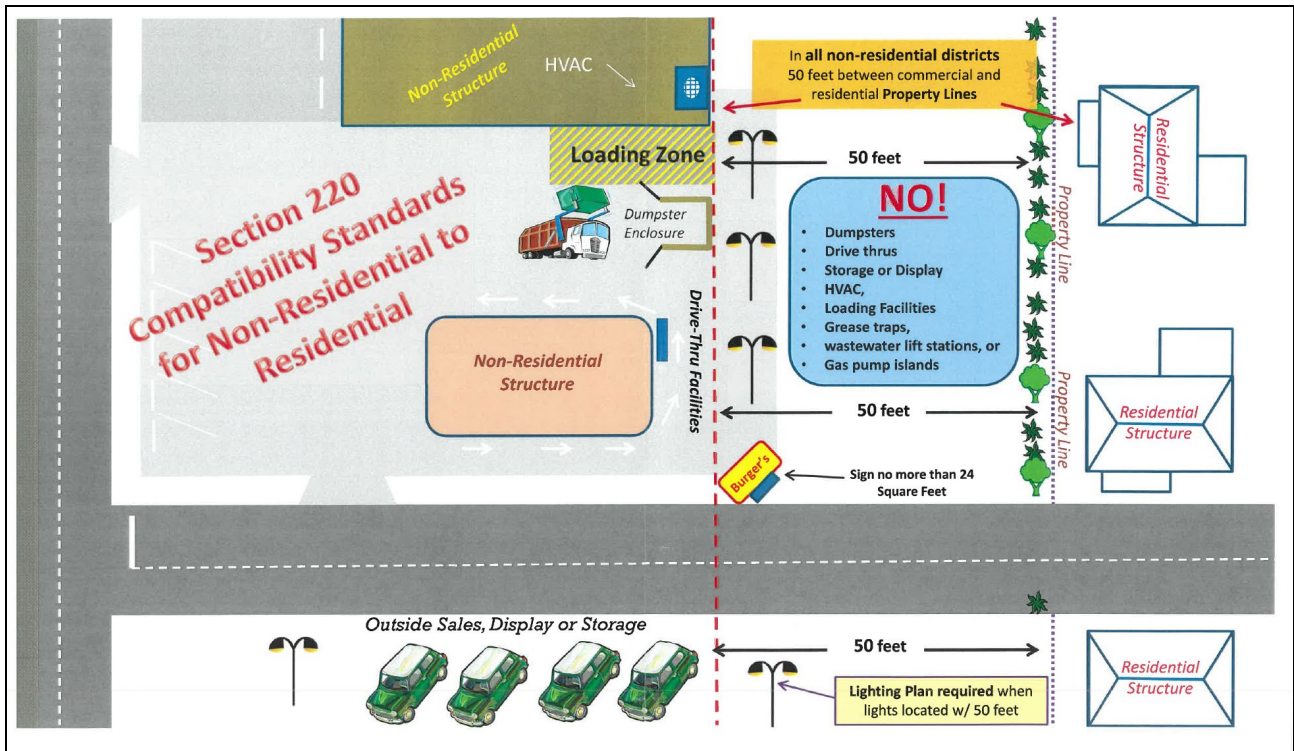 Non-Residential
Structure
HVAC
In all non-residential districts
50 feet between commercial and
residential Property Lines
Residential
Structure
Loading Zone
50 feet
Section 220
Compatibility Standards
for Non-Residential to
Residential
Dumpster
Enclosure
NO!
• Dumpsters
• Drive thrus
• Storage or Display
• HVAC,
• Loading Facilities
• Grease traps,
• wastewater lift stations, or
• Gas pump islands
Property Line
Drive-Thru Facilities
Non-Residential
Structure
50 feet
Property Line
Residential
Structure
Burger's
Sign no more than 24
Square Feet
Outside Sales, Display or Storage
50 feet
Lighting Plan required when
lights located w/ 50 feet
Residential
Structure